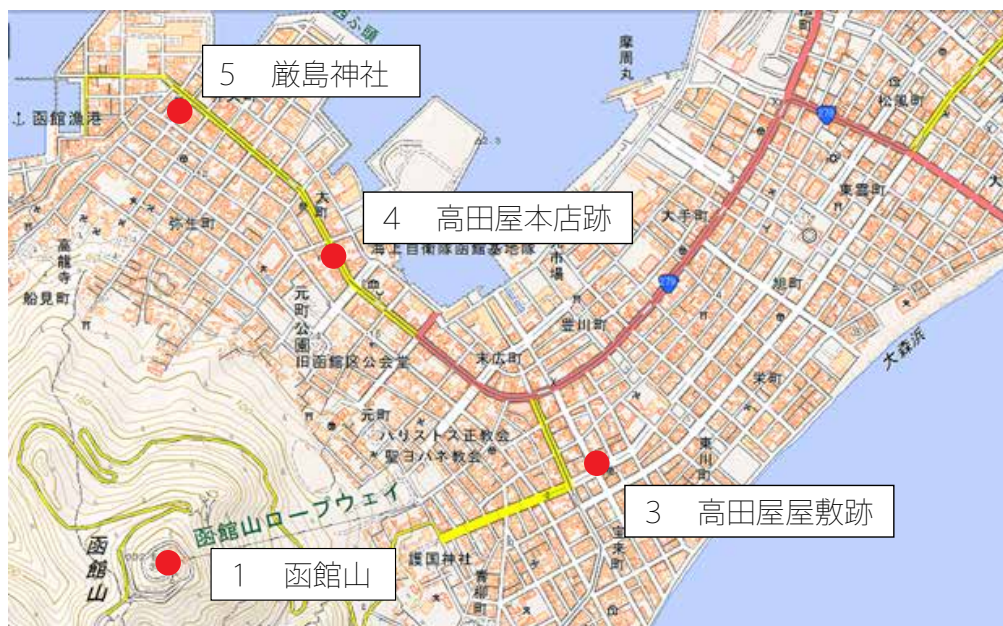 西ふ頭
5 厳島神社
函館漁港
摩周丸
松風町
279
東雲町
大町
弥生町
4 高田屋本店跡
大手町
海上自衛隊函館基地隊
市場
高龍寺
船見町
279
旭町
元町公園
豊川町
大森浜
旧函館区公会堂
末広町
栄町
元町
ハリストス正教会
聖ヨハネ教会
東川町
函館山ロープウェイ
3 高田屋屋敷跡
函館山
護国神社
宝来町
1 函館山
青柳町